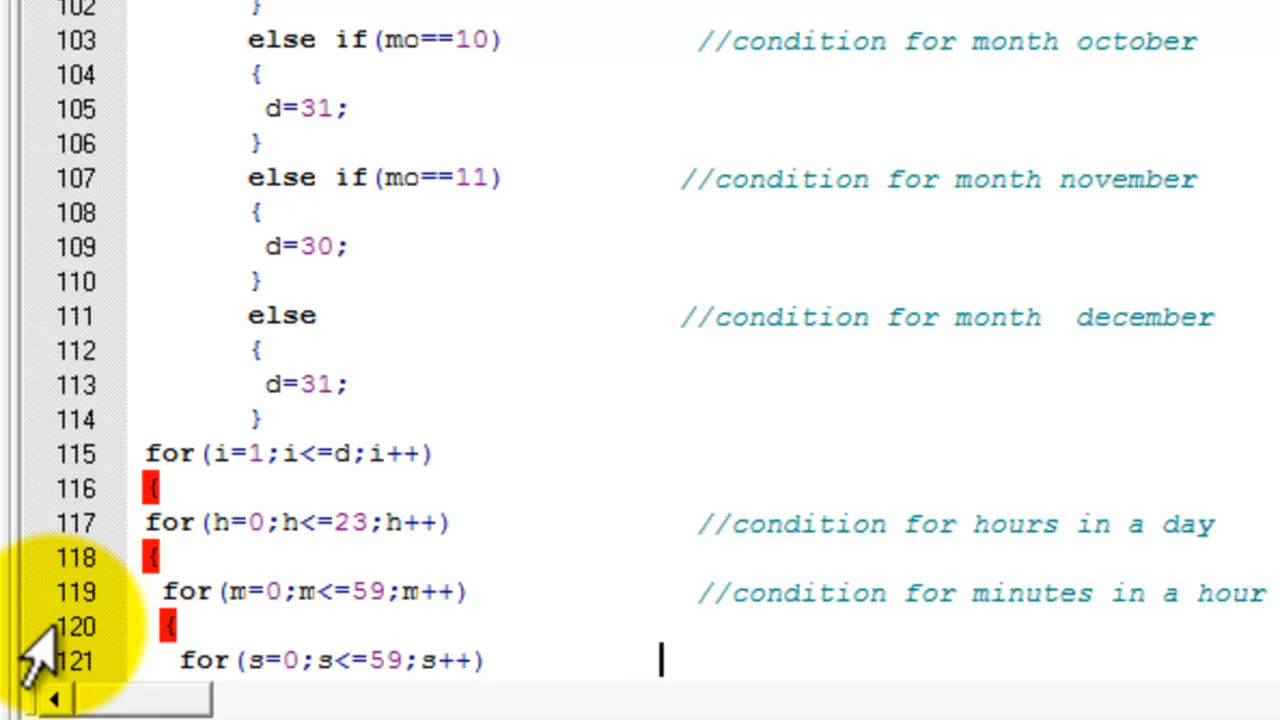 102 }
103 else if(mo==10) //condition for month october
104 {
105 d=31;
106 }
107 else if(mo==11) //condition for month november
108 {
109 d=30;
110 }
111 else //condition for month  december
112 {
113 d=31;
114 }
115 for(i=1;i<=d;i++)
116 {
117 for(h=0;h<=23;h++) //condition for hours in a day
118 {
119 for(m=0;m<=59;m++) //condition for minutes in a hour
120 {
121 for(s=0;s<=59;s++)